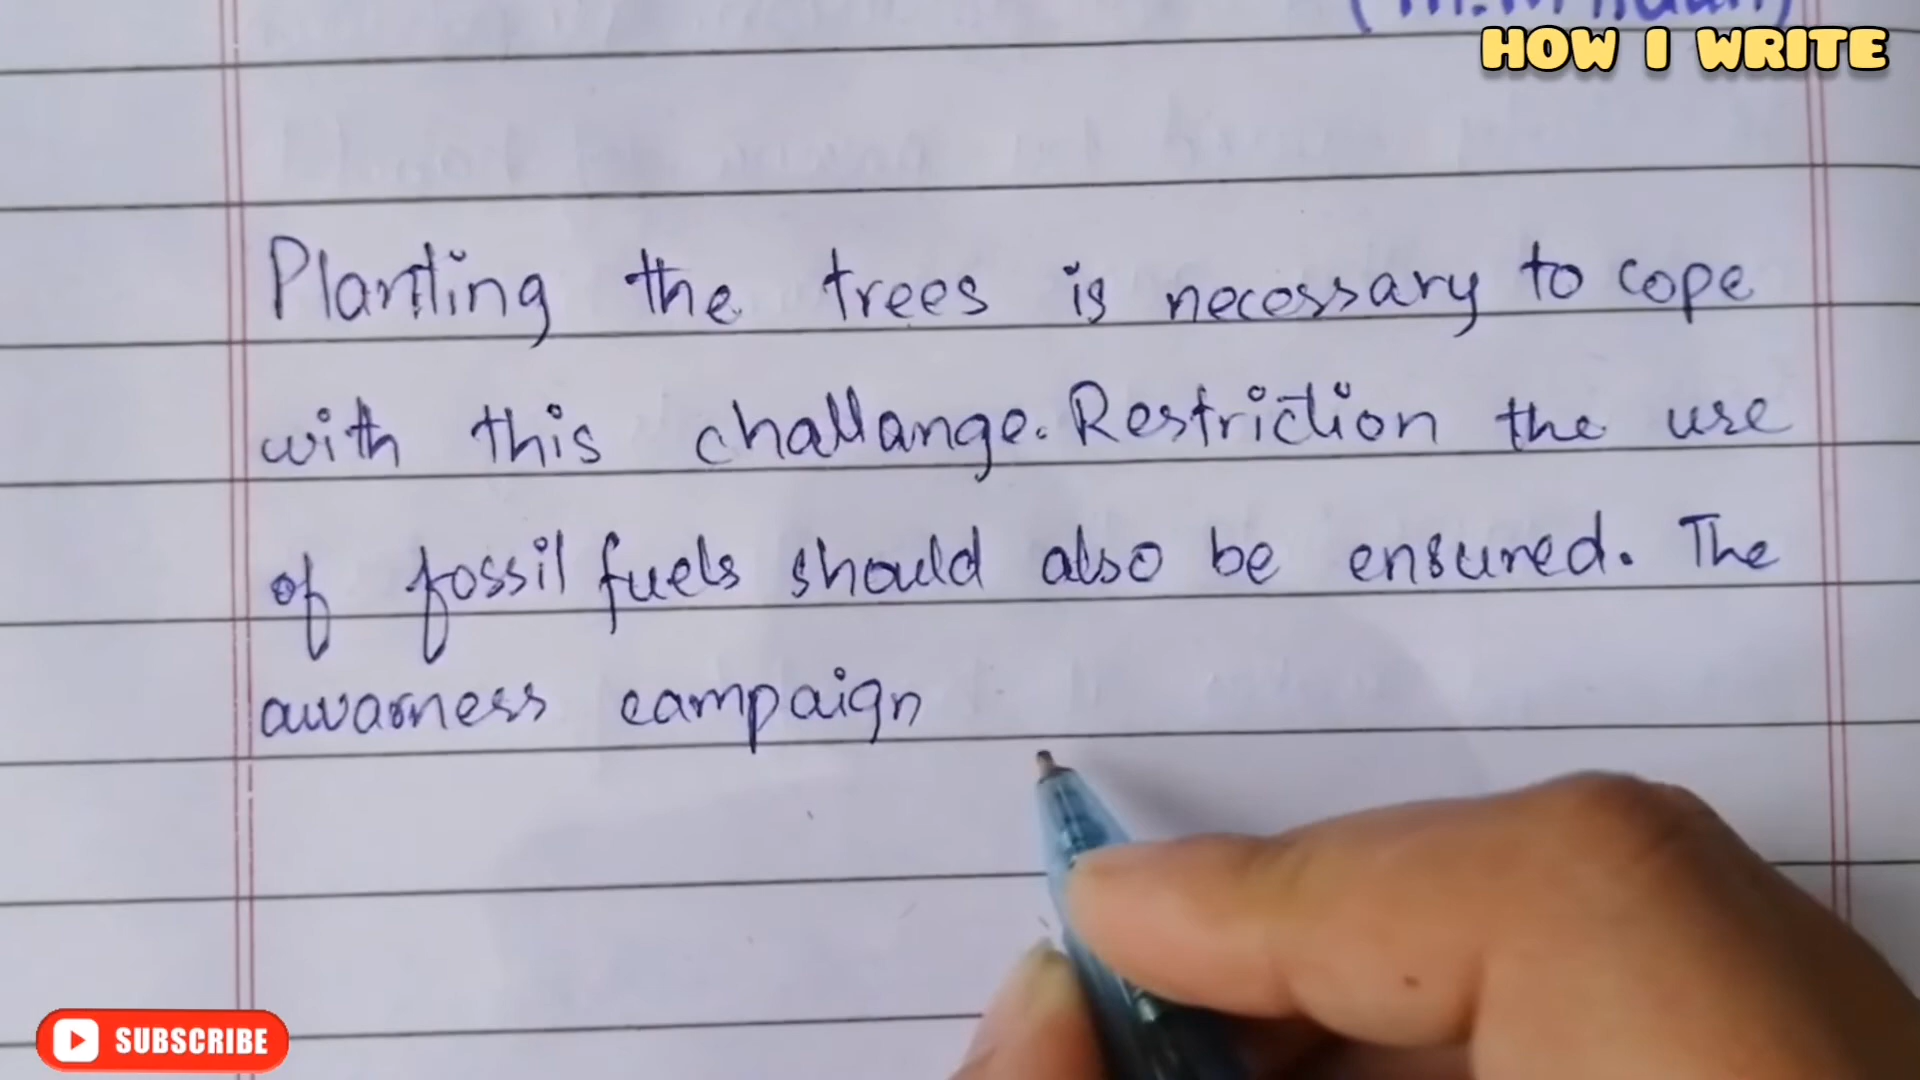 HOW I WRITE
Planting the trees is necessary to cope
with this challange. Restriction the use
of fossil fuels should also be ensured. The
awarness campaign
SUBSCRIBE